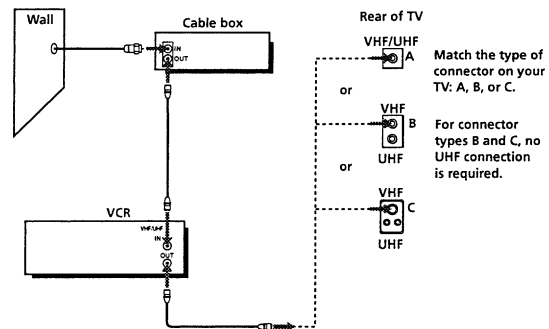 Wall
Cable box
IN
OUT
VCR
VHF/UHF
IN
OUT
Rear of TV
VHF/UHF
A
or
VHF
B
UHF
or
VHF
C
UHF
Match the type of
connector on your
TV: A, B, or C.
For connector
types B and C, no
UHF connection
is required.